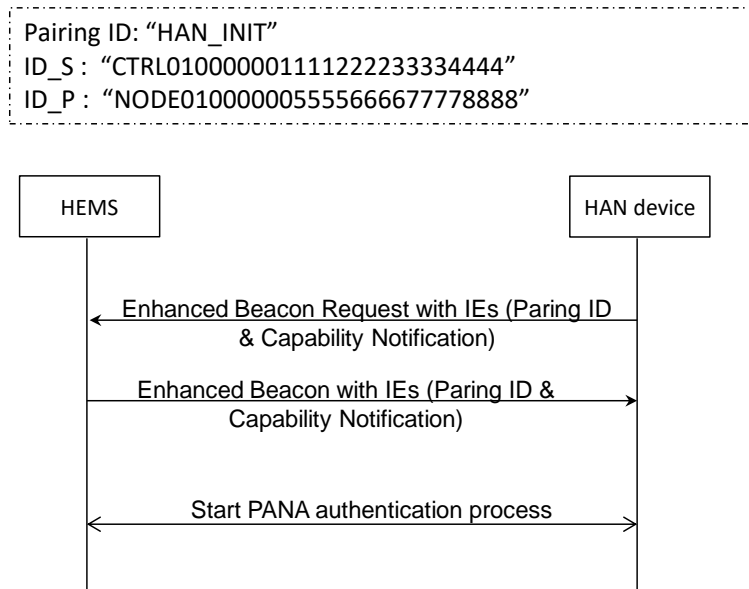 Pairing ID: “HAN_INIT”
ID_S : “CTRL0100000001111222233334444”
ID_P : “NODE0100000005555666677778888”
HEMS
HAN device
Enhanced Beacon Request with IEs (Paring ID
& Capability Notification)
Enhanced Beacon with IEs (Paring ID &
Capability Notification)
Start PANA authentication process